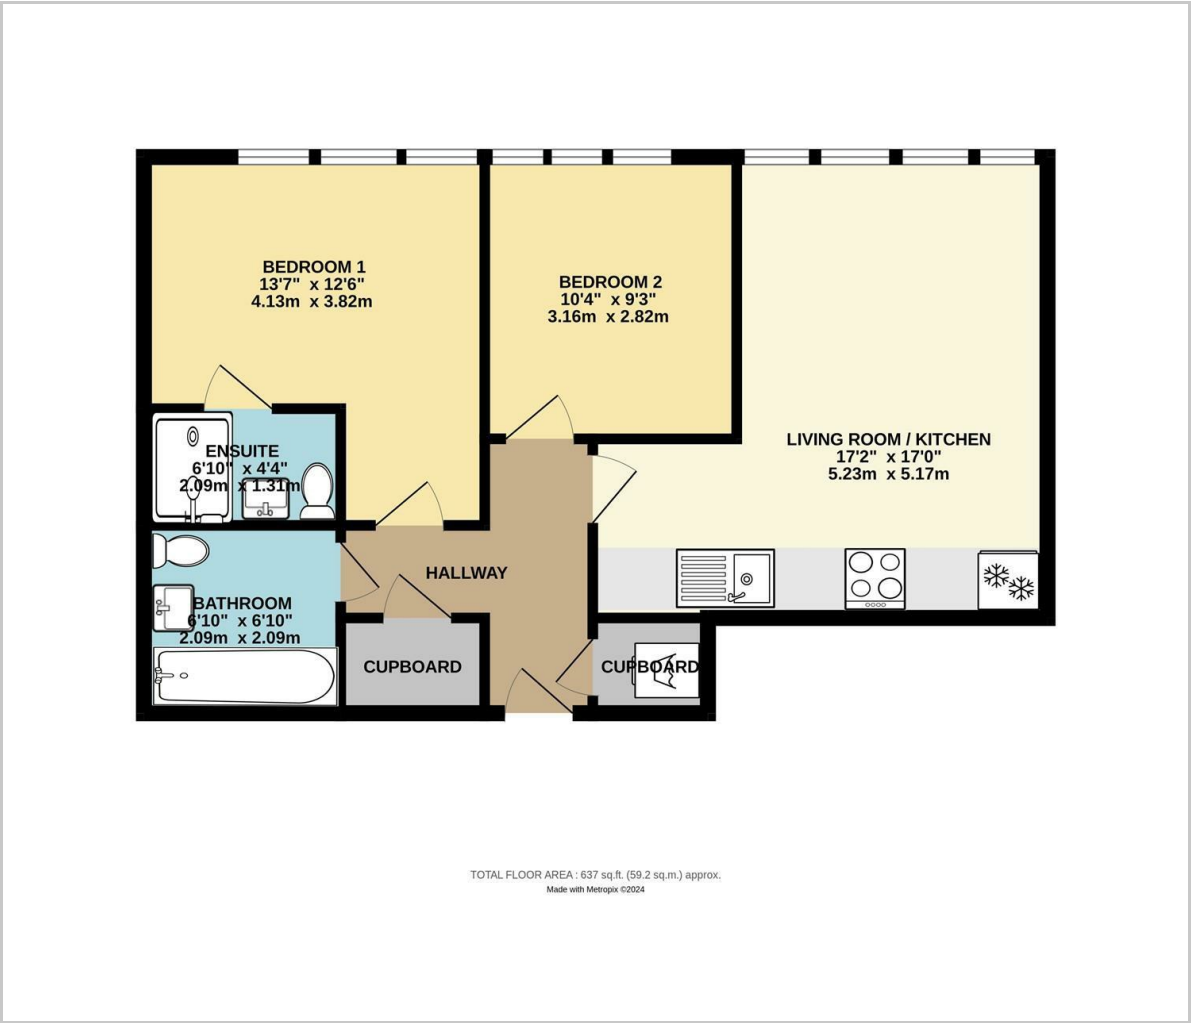 BEDROOM 1
13'7" x 12'6"
4.13m x 3.82m
BEDROOM 2
10'4" x 9'3"
3.16m x 2.82m
LIVING ROOM / KITCHEN
17'2" x 17'0"
5.23m x 5.17m
ENSUITE
6'10" x 4'4"
2.09m x 1.31m
HALLWAY
BATHROOM
6'10" x 6'10"
2.09m x 2.09m
CUPBOARD
CUPBOARD
TOTAL FLOOR AREA : 637 sq.ft. (59.2 sq.m.) approx.
Made with Metropix ©2024